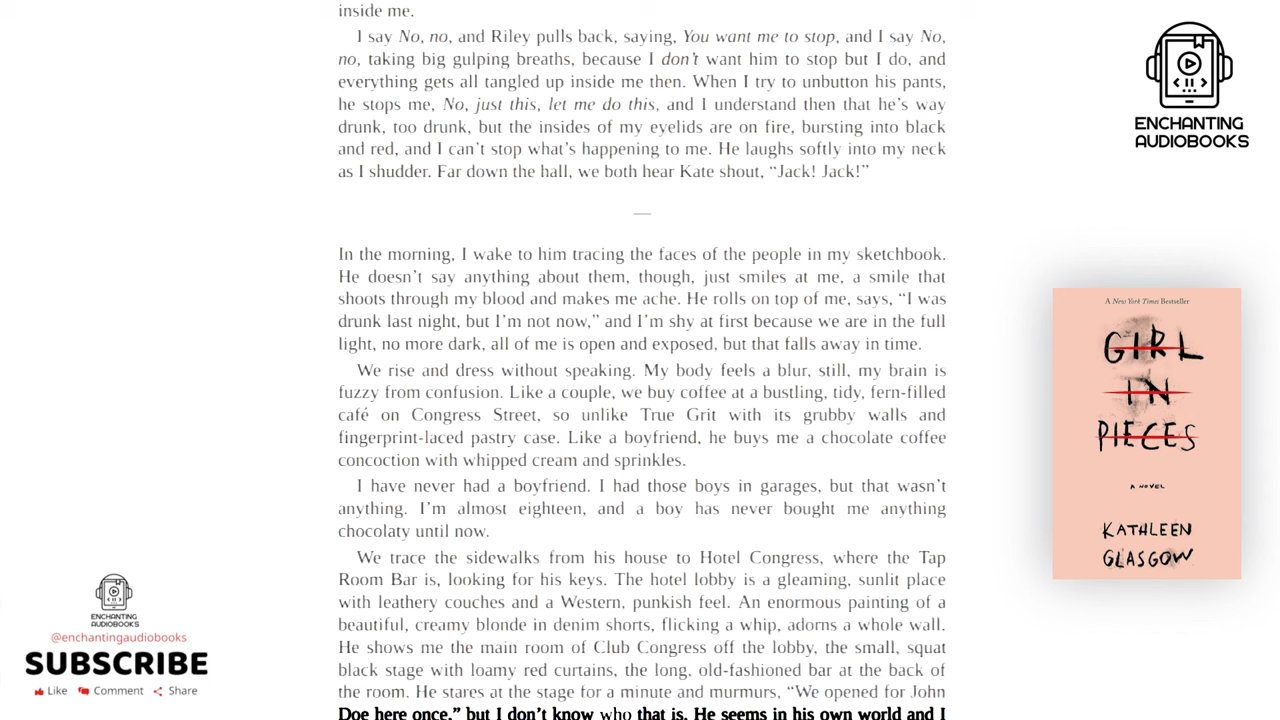 inside me.
I say No, no, and Riley pulls back, saying, You want me to stop, and I say No,
no, taking big gulping breaths, because I don't want him to stop but I do, and
everything gets all tangled up inside me then. When I try to unbutton his pants,
he stops me, No, just this, let me do this, and I understand then that he's way
drunk, too drunk, but the insides of my eyelids are on fire, bursting into black
and red, and I can't stop what's happening to me. He laughs softly into my neck
as I shudder. Far down the hall, we both hear Kate shout, “Jack! Jack!”
—
In the morning, I wake to him tracing the faces of the people in my sketchbook.
He doesn't say anything about them, though, just smiles at me, a smile that
shoots through my blood and makes me ache. He rolls on top of me, says, “I was
drunk last night, but I'm not now,” and I'm shy at first because we are in the full
light, no more dark, all of me is open and exposed, but that falls away in time.
We rise and dress without speaking. My body feels a blur, still, my brain is
fuzzy from confusion. Like a couple, we buy coffee at a bustling, tidy, fern-filled
café on Congress Street, so unlike True Grit with its grubby walls and
fingerprint-laced pastry case. Like a boyfriend, he buys me a chocolate coffee
concoction with whipped cream and sprinkles.
I have never had a boyfriend. I had those boys in garages, but that wasn't
anything. I'm almost eighteen, and a boy has never bought me anything
chocolaty until now.
We trace the sidewalks from his house to Hotel Congress, where the Tap
Room Bar is, looking for his keys. The hotel lobby is a gleaming, sunlit place
with leathery couches and a Western, punkish feel. An enormous painting of a
beautiful, creamy blonde in denim shorts, flicking a whip, adorns a whole wall.
He shows me the main room of Club Congress off the lobby, the small, squat
black stage with loamy red curtains, the long, old-fashioned bar at the back of
the room. He stares at the stage for a minute and murmurs, “We opened for John
Doe here once,” but I don't know who that is. He seems in his own world and I
ENCHANTING
AUDIOBOOKS
A New York Times Bestseller
GIRL
IN
PIECES
A NOVEL
KATHLEEN
GLASGOW
ENCHANTING
AUDIOBOOKS
@enchantingaudiobooks
SUBSCRIBE
Like Comment Share